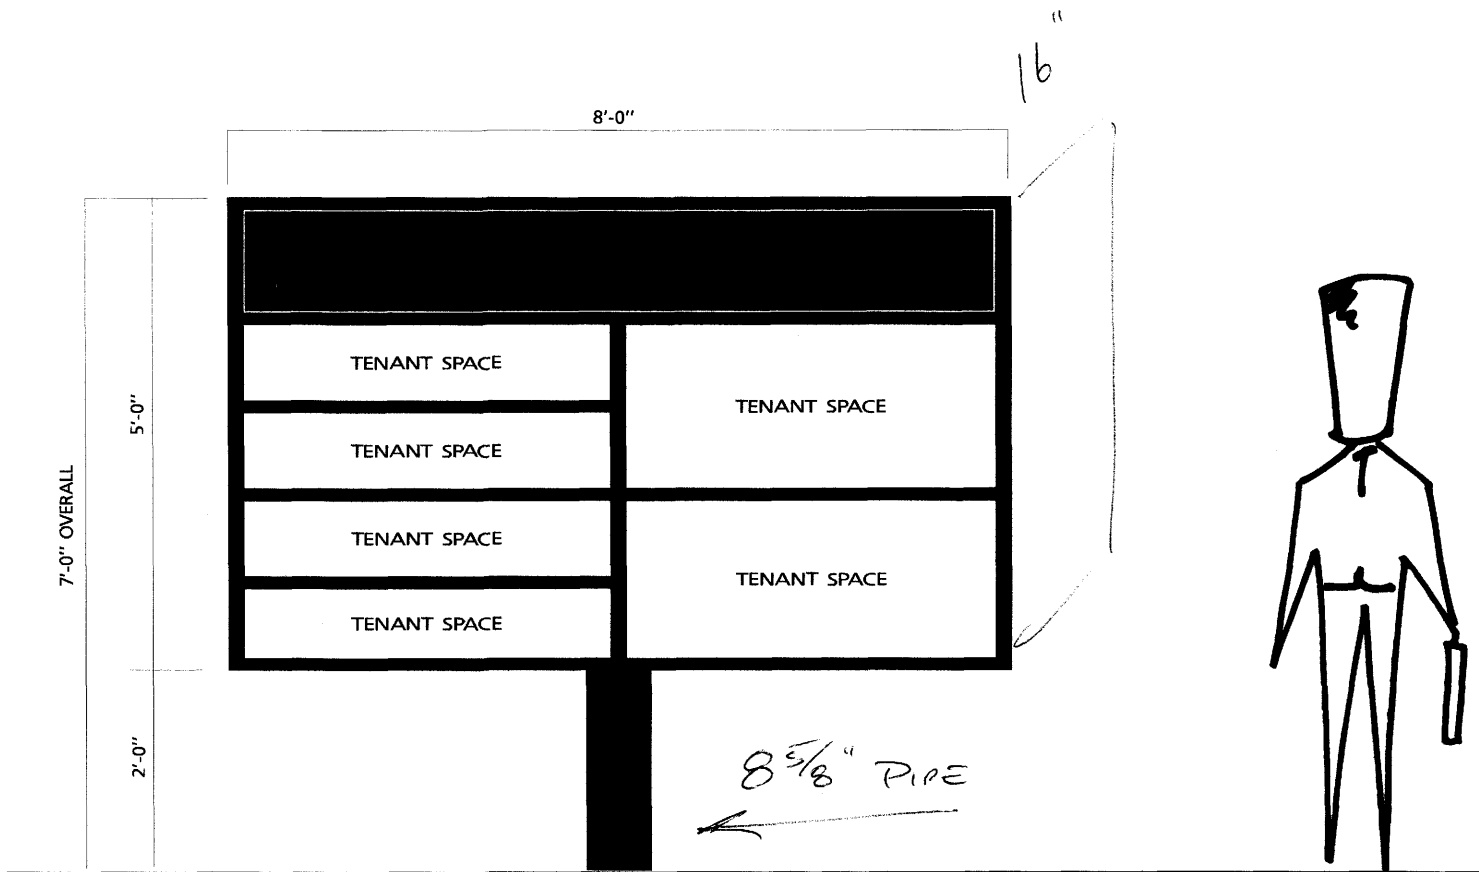 16"
8'-0"
TENANT SPACE
TENANT SPACE
TENANT SPACE
TENANT SPACE
TENANT SPACE
TENANT SPACE
5'-0"
7'-0" OVERALL
2'-0"
8 5/8" PIPE